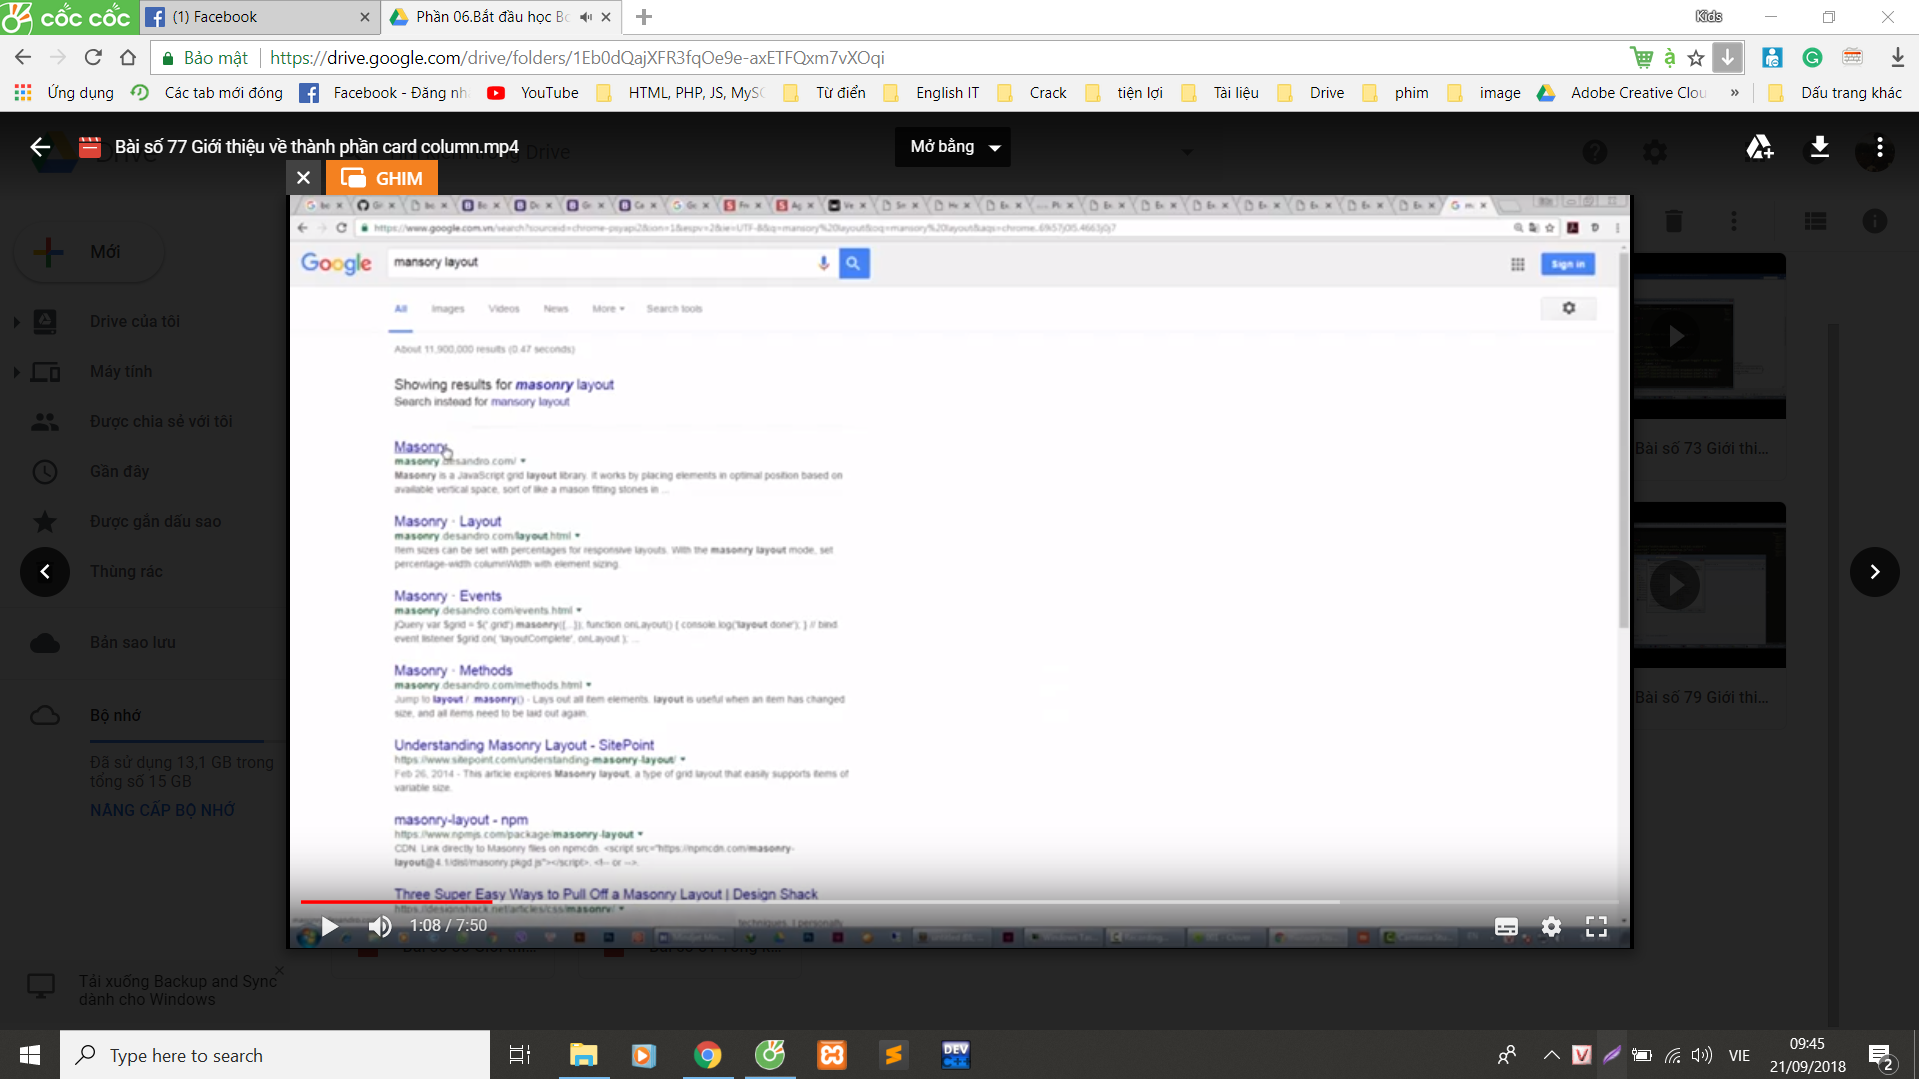 cốc cốc
(1) Facebook
Phần 06.Bắt đầu học Bo
Kids
Bảo mật
https://drive.google.com/drive/folders/1Eb0dQajXFR3fqOe9e-axETFQxm7vXOqi
Ứng dụng
Các tab mới đóng
Facebook - Đăng nh
YouTube
HTML, PHP, JS, MySC
Từ điển
English IT
Crack
tiện lợi
Tài liệu
Drive
phim
image
Adobe Creative Clou
»
Dấu trang khác
Bài số 77 Giới thiệu về thành phần card column.mp4
Mở bằng
GHIM
Mới
Drive của tôi
Máy tính
Được chia sẻ với tôi
Gần đây
Được gắn dấu sao
Thùng rác
Bản sao lưu
Bộ nhớ
Đã sử dụng 13,1 GB trong
tổng số 15 GB
NÂNG CẤP BỘ NHỚ
Tải xuống Backup and Sync
dành cho Windows
Google
mansory layout
Sign in
All
Images
Videos
News
More
Search tools
About 11,900,000 results (0.47 seconds)
Showing results for masonry layout
Search instead for mansory layout
Masonry
masonry.desandro.com/
Masonry is a JavaScript grid layout library. It works by placing elements in optimal position based on
available vertical space, sort of like a mason fitting stones in ...
Masonry · Layout
masonry.desandro.com/layout.html
Item sizes can be set with percentages for responsive layouts. With the masonry layout mode, set
percentage-width columnWidth with element sizing.
Masonry · Events
masonry.desandro.com/events.html
jQuery var $grid = $('.grid').masonry({...}); function onLayout() { console.log('layout done'); } // bind
event listener $grid.on( 'layoutComplete', onLayout ); ...
Masonry · Methods
masonry.desandro.com/methods.html
Jump to layout / .masonry() - Lays out all item elements. layout is useful when an item has changed
size, and all items need to be laid out again.
Understanding Masonry Layout - SitePoint
https://www.sitepoint.com/understanding-masonry-layout/
Feb 26, 2014 - This article explores Masonry layout, a type of grid layout that easily supports items of
variable size.
masonry-layout - npm
https://www.npmjs.com/package/masonry-layout
CDN. Link directly to Masonry files on npmcdn. <script src="https://npmcdn.com/masonry-
layout@4.1/dist/masonry.pkgd.js"></script>. <!-- or -->.
Three Super Easy Ways to Pull Off a Masonry Layout | Design Shack
https://designshack.net/articles/css/masonry/
techniques. I personally
1:08 / 7:50
Bài số 73 Giới thi...
Bài số 79 Giới thi...
Type here to search
DEV
C++
VIE
09:45
21/09/2018
2